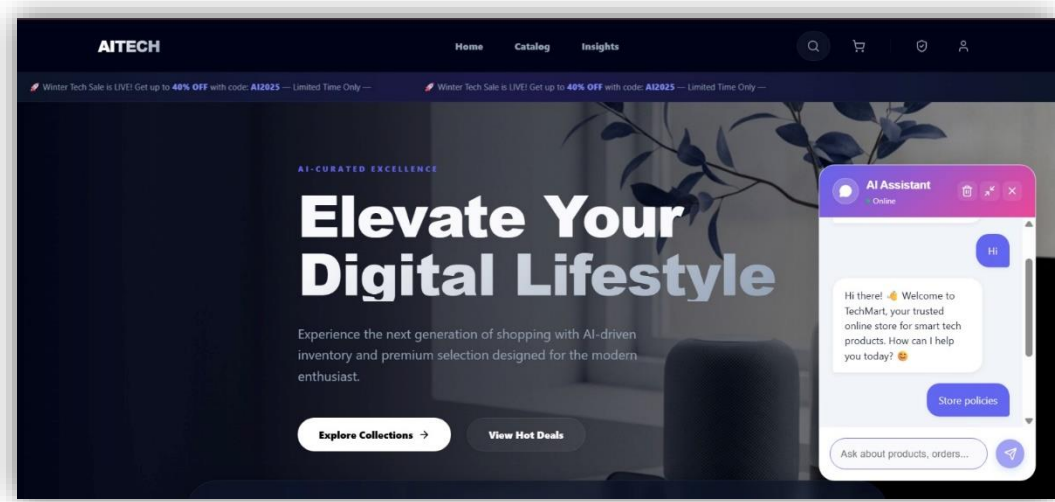 AITECH
Home Catalog Insights
🚀 Winter Tech Sale is LIVE! Get up to 40% OFF with code: AI2025 — Limited Time Only —
🚀 Winter Tech Sale is LIVE! Get up to 40% OFF with code: AI2025 — Limited Time Only —
AI-CURATED EXCELLENCE
Elevate Your
Digital Lifestyle
Experience the next generation of shopping with AI-driven
inventory and premium selection designed for the modern
enthusiast.
Explore Collections →
View Hot Deals
AI Assistant
Online
Hi
Hi there! 👋 Welcome to
TechMart, your trusted
online store for smart tech
products. How can I help
you today? 😄
Store policies
Ask about products, orders...